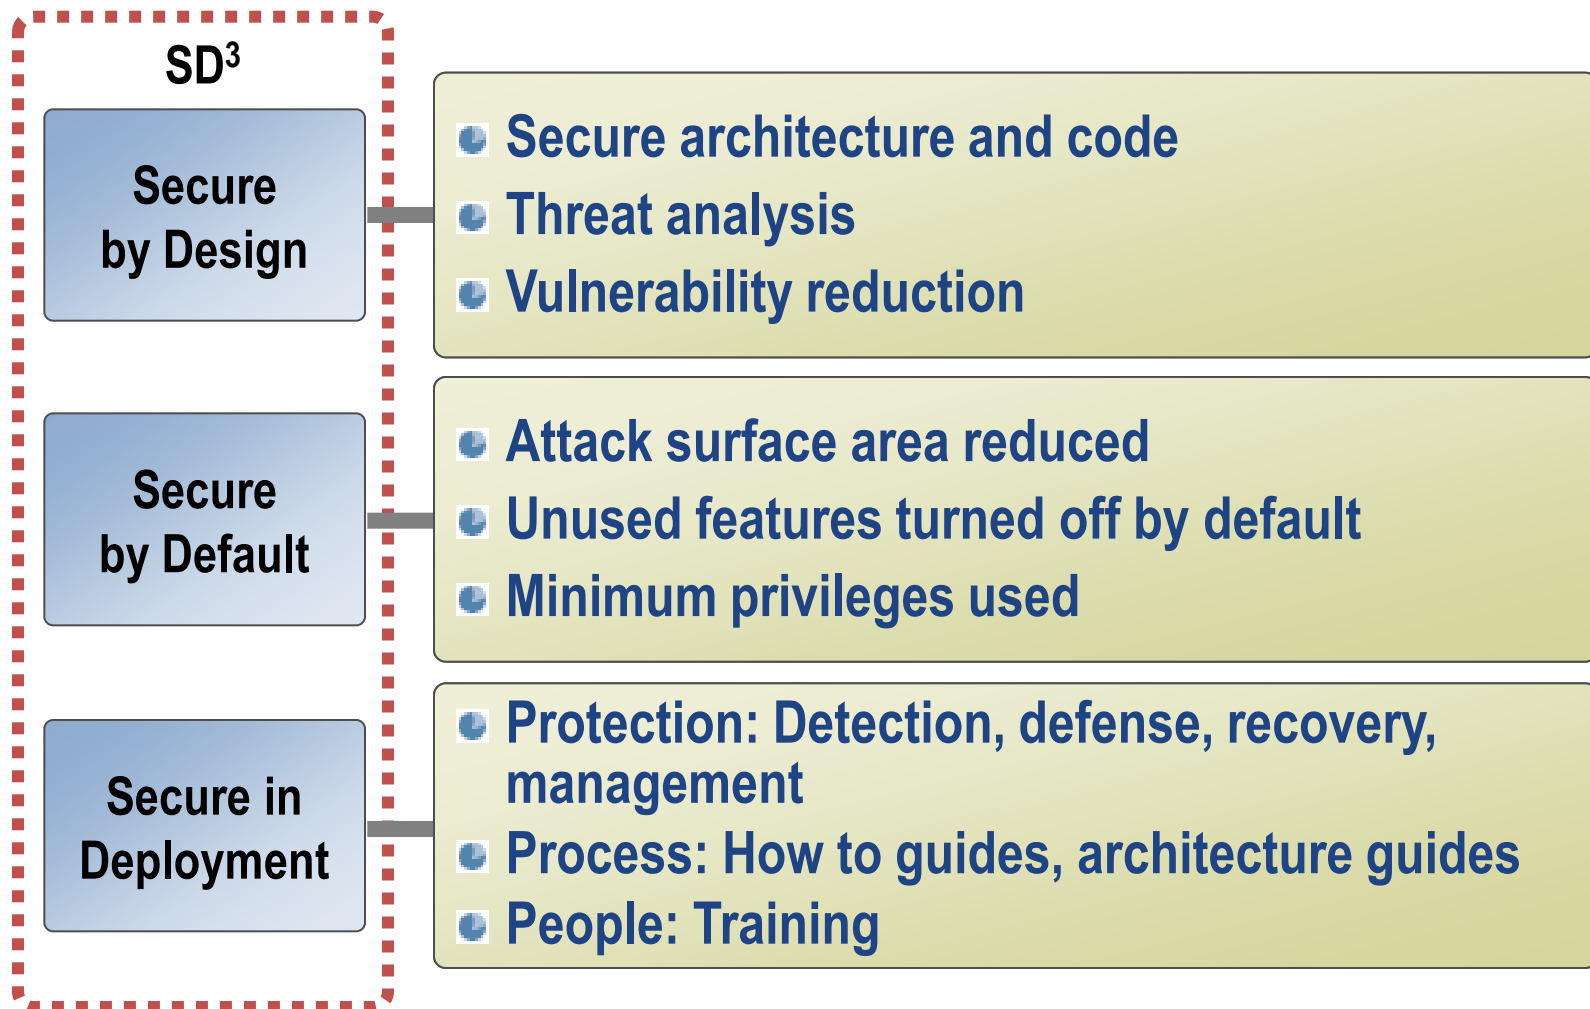 SD³
Secure
by Design
Secure architecture and code
Threat analysis
Vulnerability reduction
Secure
by Default
Attack surface area reduced
Unused features turned off by default
Minimum privileges used
Secure in
Deployment
Protection: Detection, defense, recovery,
management
Process: How to guides, architecture guides
People: Training